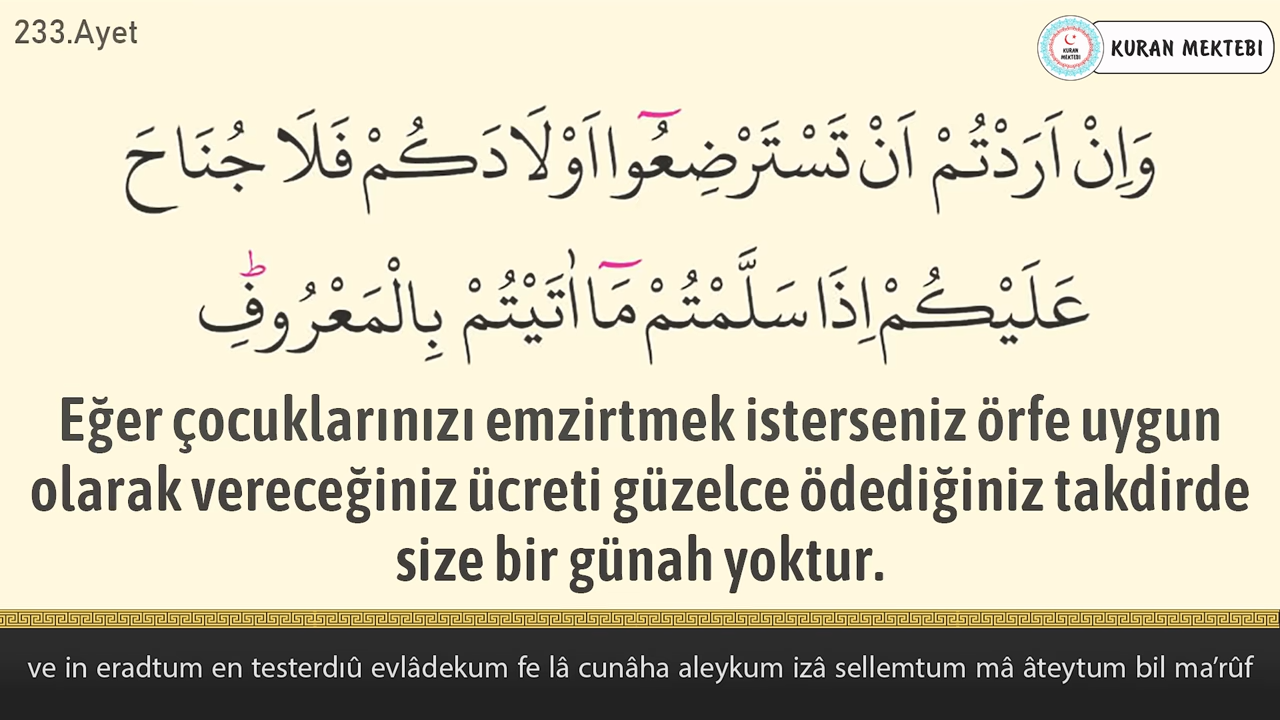 233.Ayet
KURAN MEKTEBI
KURAN
MEKTEBI
وَاِنْ اَرَدْتُمْ اَنْ تَسْتَرْضِعُٓوا اَوْلَادَكُمْ فَلَا جُنَاحَ
عَلَيْكُمْ اِذَا سَلَّمْتُمْ مَٓا اٰتَيْتُمْ بِالْمَعْرُوفِۜ
Eğer çocuklarınızı emzirtmek isterseniz örfe uygun
olarak vereceğiniz ücreti güzelce ödediğiniz takdirde
size bir günah yoktur.
ve in eradtum en testerdıû evlâdekum fe lâ cunâha aleykum izâ sellemtum mâ âteytum bil ma’rûf